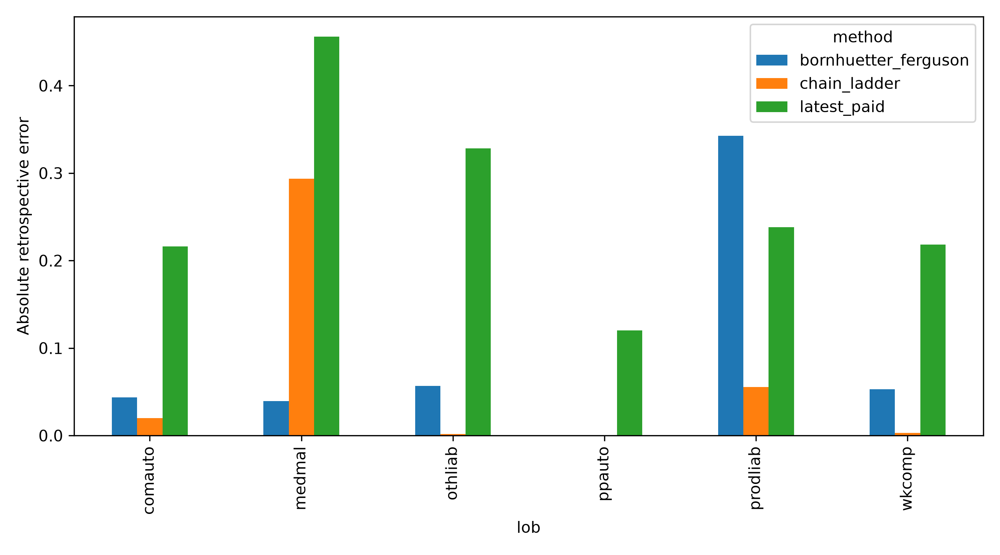 method
bornhuetter_ferguson
chain_ladder
latest_paid
Absolute retrospective error
0.4
0.3
0.2
0.1
0.0
comauto
medmal
othliab
ppauto
prodliab
wkcomp
lob